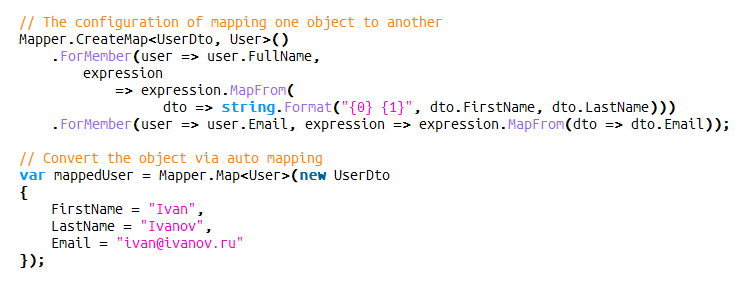 // The configuration of mapping one object to another
Mapper.CreateMap<UserDto, User>()
    .ForMember(user => user.FullName,
        expression
            => expression.MapFrom(
                  dto => string.Format("{0} {1}", dto.FirstName, dto.LastName)))
    .ForMember(user => user.Email, expression => expression.MapFrom(dto => dto.Email));

// Convert the object via auto mapping
var mappedUser = Mapper.Map<User>(new UserDto
{
    FirstName = "Ivan",
    LastName = "Ivanov",
    Email = "ivan@ivanov.ru"
});